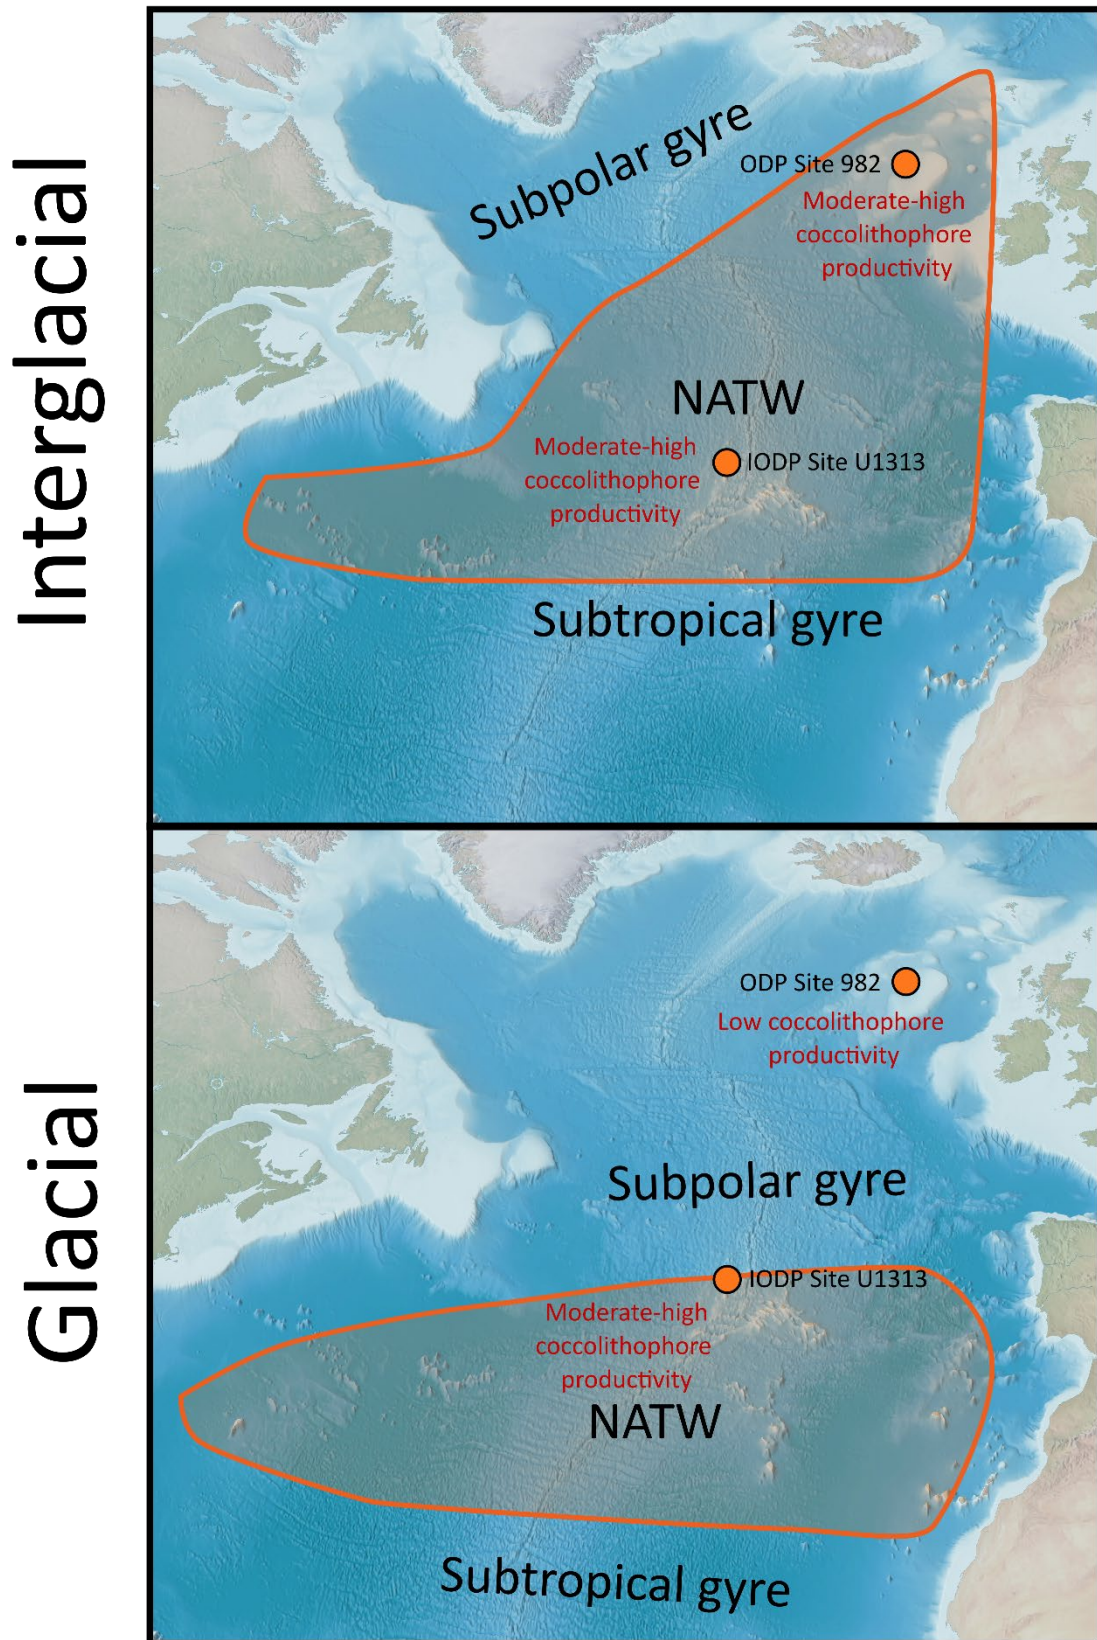 Interglacial
Subpolar gyre
ODP Site 982
Moderate-high
coccolithophore
productivity
NATW
Moderate-high
coccolithophore
productivity
IODP Site U1313
Subtropical gyre
Glacial
ODP Site 982
Low coccolithophore
productivity
Subpolar gyre
IODP Site U1313
Moderate-high
coccolithophore
productivity
NATW
Subtropical gyre